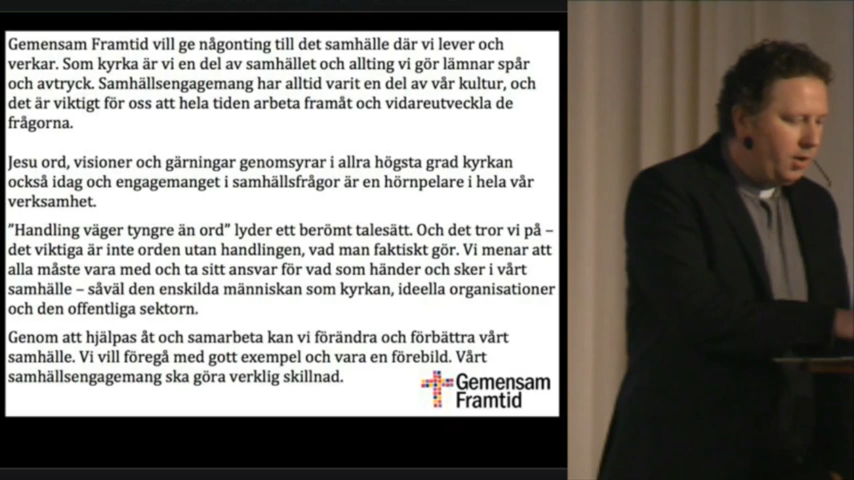 Gemensam Framtid vill ge någonting till det samhälle där vi lever och
verkar. Som kyrka är vi en del av samhället och allting vi gör lämnar spår
och avtryck. Samhällsengagemang har alltid varit en del av vår kultur, och
det är viktigt för oss att hela tiden arbeta framåt och vidareutveckla de
frågorna.
Jesu ord, visioner och gärningar genomsyrar i allra högsta grad kyrkan
också idag och engagemanget i samhällsfrågor är en hörnpelare i hela vår
verksamhet.
”Handling väger tyngre än ord” lyder ett berömt talesätt. Och det tror vi på –
det viktiga är inte orden utan handlingen, vad man faktiskt gör. Vi menar att
alla måste vara med och ta sitt ansvar för vad som händer och sker i vårt
samhälle – såväl den enskilda människan som kyrkan, ideella organisationer
och den offentliga sektorn.
Genom att hjälpas åt och samarbeta kan vi förändra och förbättra vårt
samhälle. Vi vill föregå med gott exempel och vara en förebild. Vårt
samhällsengagemang ska göra verklig skillnad.
Gemensam
Framtid